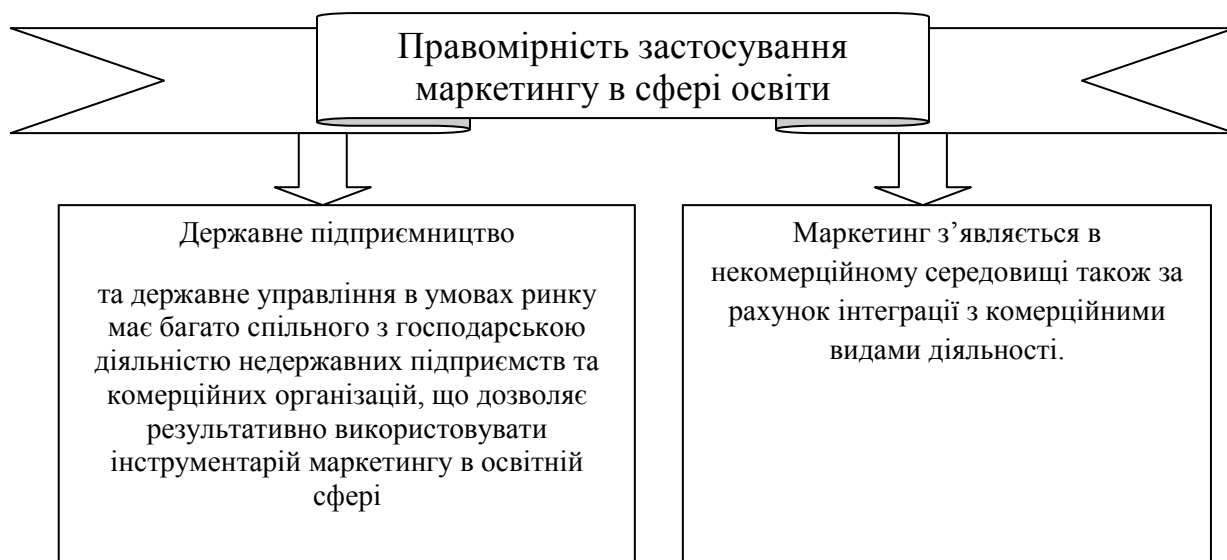 Правомірність застосування
маркетингу в сфері освіти
Державне підприємництво
та державне управління в умовах ринку
має багато спільного з господарською
діяльністю недержавних підприємств та
комерційних організацій, що дозволяє
результативно використовувати
інструментарій маркетингу в освітній
сфері
Маркетинг з’являється в
некомерційному середовищі також за
рахунок інтеграції з комерційними
видами діяльності.